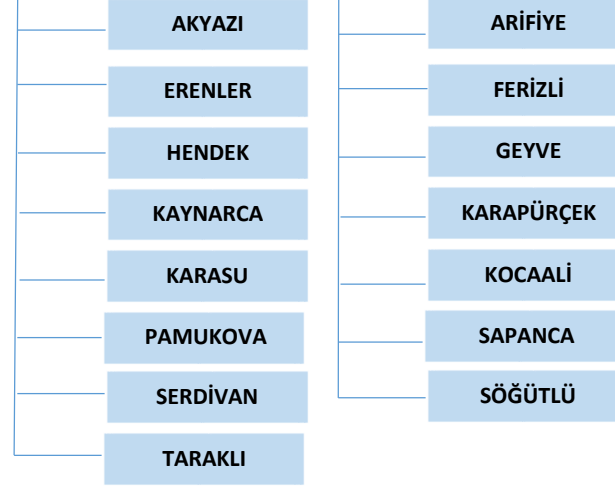 AKYAZI
ERENLER
HENDEK
KAYNARCA
KARASU
PAMUKOVA
SERDİVAN
TARAKLI
ARİFİYE
FERİZLİ
GEYVE
KARAPÜRÇEK
KOCAALİ
SAPANCA
SÖĞÜTLÜ